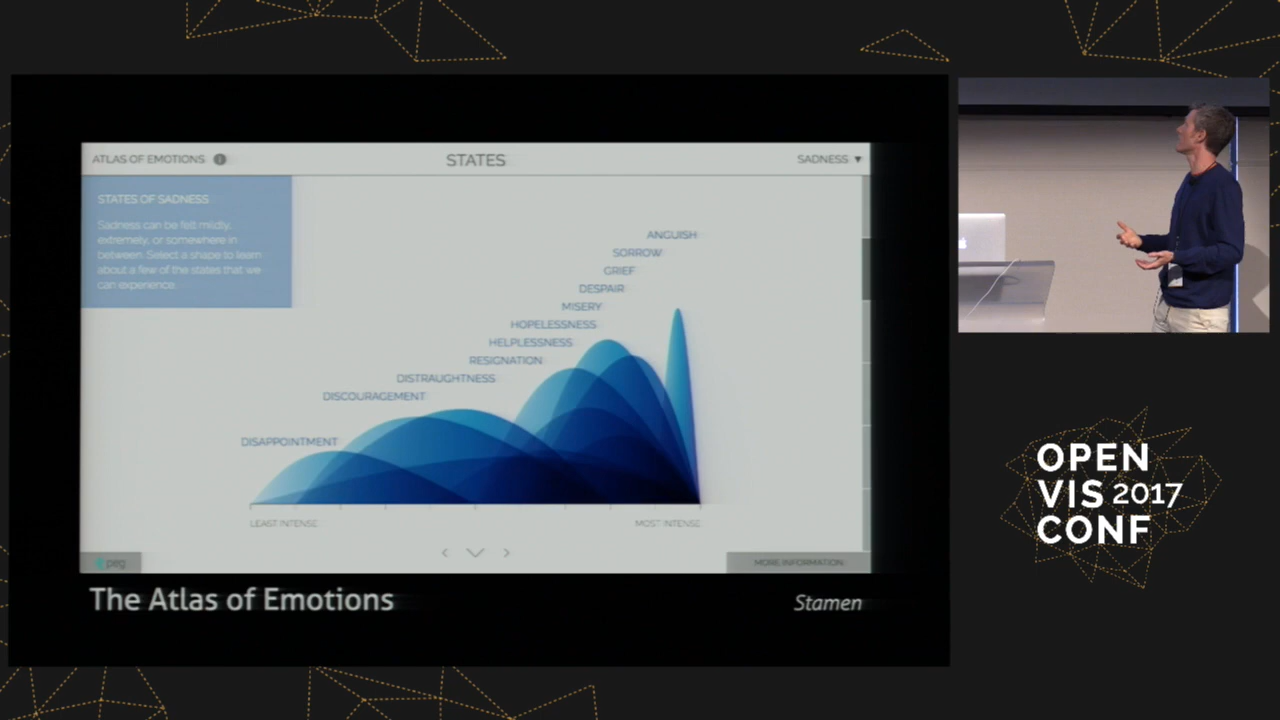 ATLAS OF EMOTIONS i
STATES
SADNESS ▼
STATES OF SADNESS
Sadness can be felt mildly,
extremely, or somewhere in
between. Select a shape to learn
about a few of the states that we
can experience.
ANGUISH
SORROW
GRIEF
DESPAIR
MISERY
HOPELESSNESS
HELPLESSNESS
RESIGNATION
DISTRAUGHTNESS
DISCOURAGEMENT
DISAPPOINTMENT
LEAST INTENSE
MOST INTENSE
peg
MORE INFORMATION
The Atlas of Emotions
Stamen
OPEN
VIS 2017
CONF